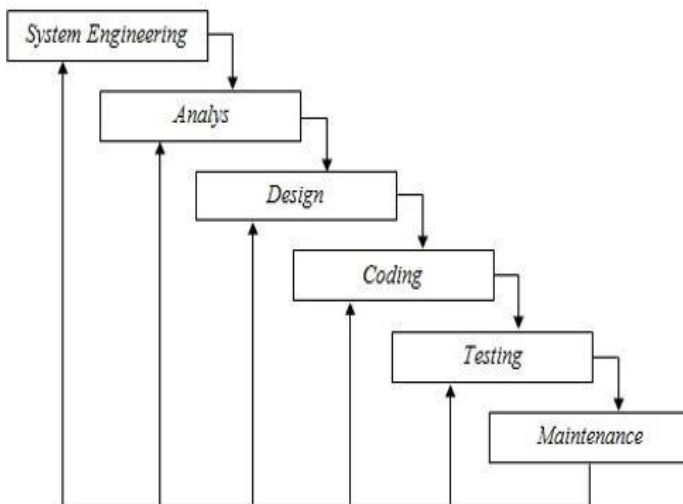 System Engineering
Analys
Design
Coding
Testing
Maintenance